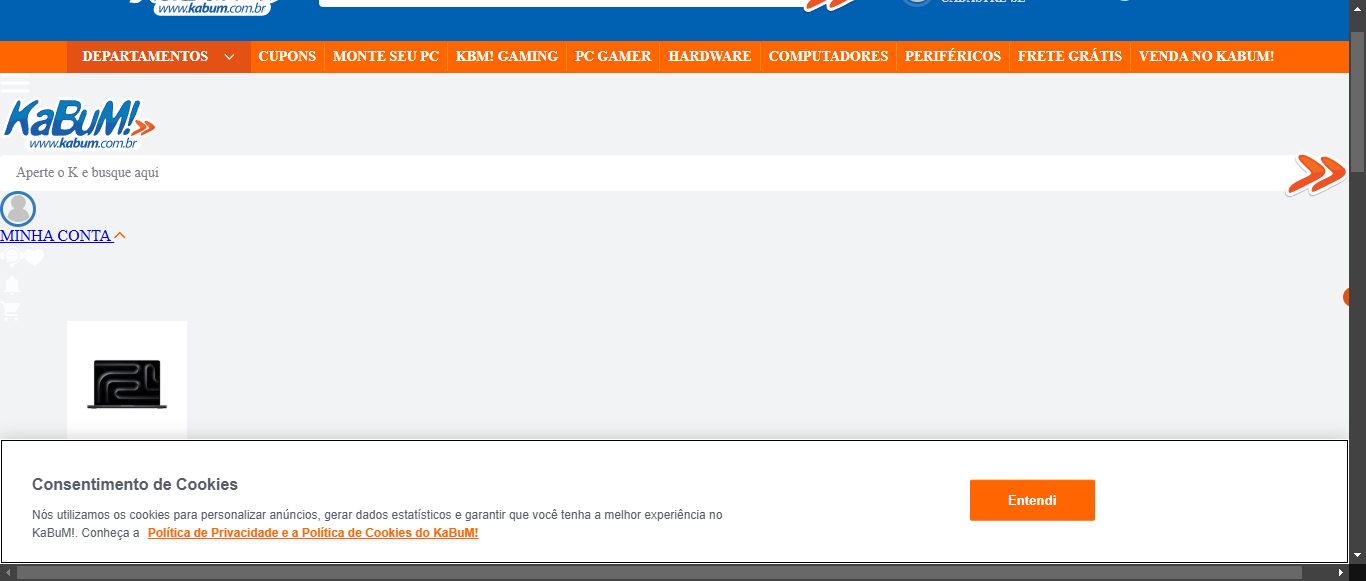 www.kabum.com.br
CADASTRE-SE
DEPARTAMENTOS
CUPONS
MONTE SEU PC
KBM! GAMING
PC GAMER
HARDWARE
COMPUTADORES
PERIFÉRICOS
FRETE GRÁTIS
VENDA NO KABUM!
KaBuM!
www.kabum.com.br
Aperte o K e busque aqui
MINHA CONTA
Consentimento de Cookies
Nós utilizamos os cookies para personalizar anúncios, gerar dados estatísticos e garantir que você tenha a melhor experiência no
KaBuM!. Conheça a Política de Privacidade e a Política de Cookies do KaBuM!
Entendi